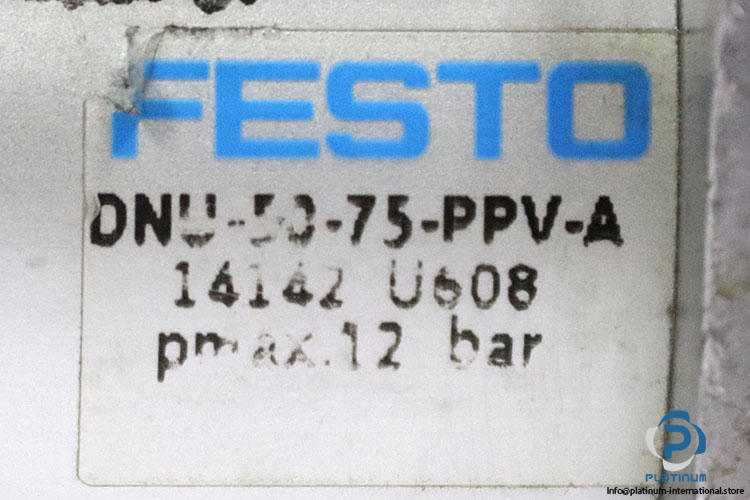 FESTO
DNU-50-75-PPV-A
14142 U608
pmax.12 bar
PLATINUM
Info@platinum-international.store